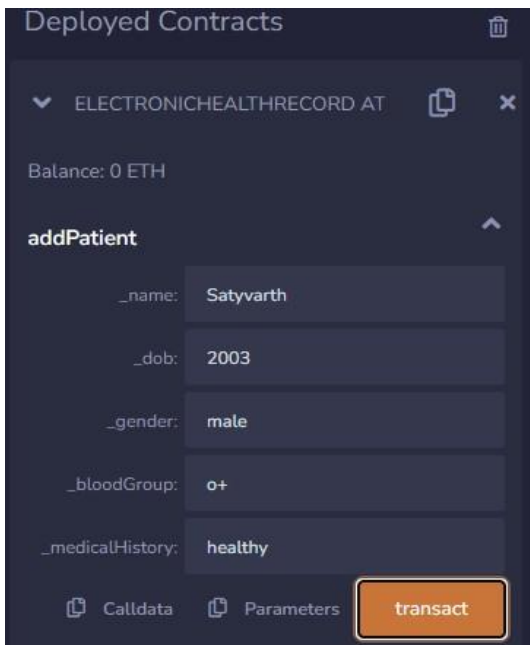 Deployed Contracts
ELECTRONICHEALTHRECORD AT
Balance: 0 ETH
addPatient
_name: Satyvarth
_dob: 2003
_gender: male
_bloodGroup: o+
_medicalHistory: healthy
Calldata Parameters transact